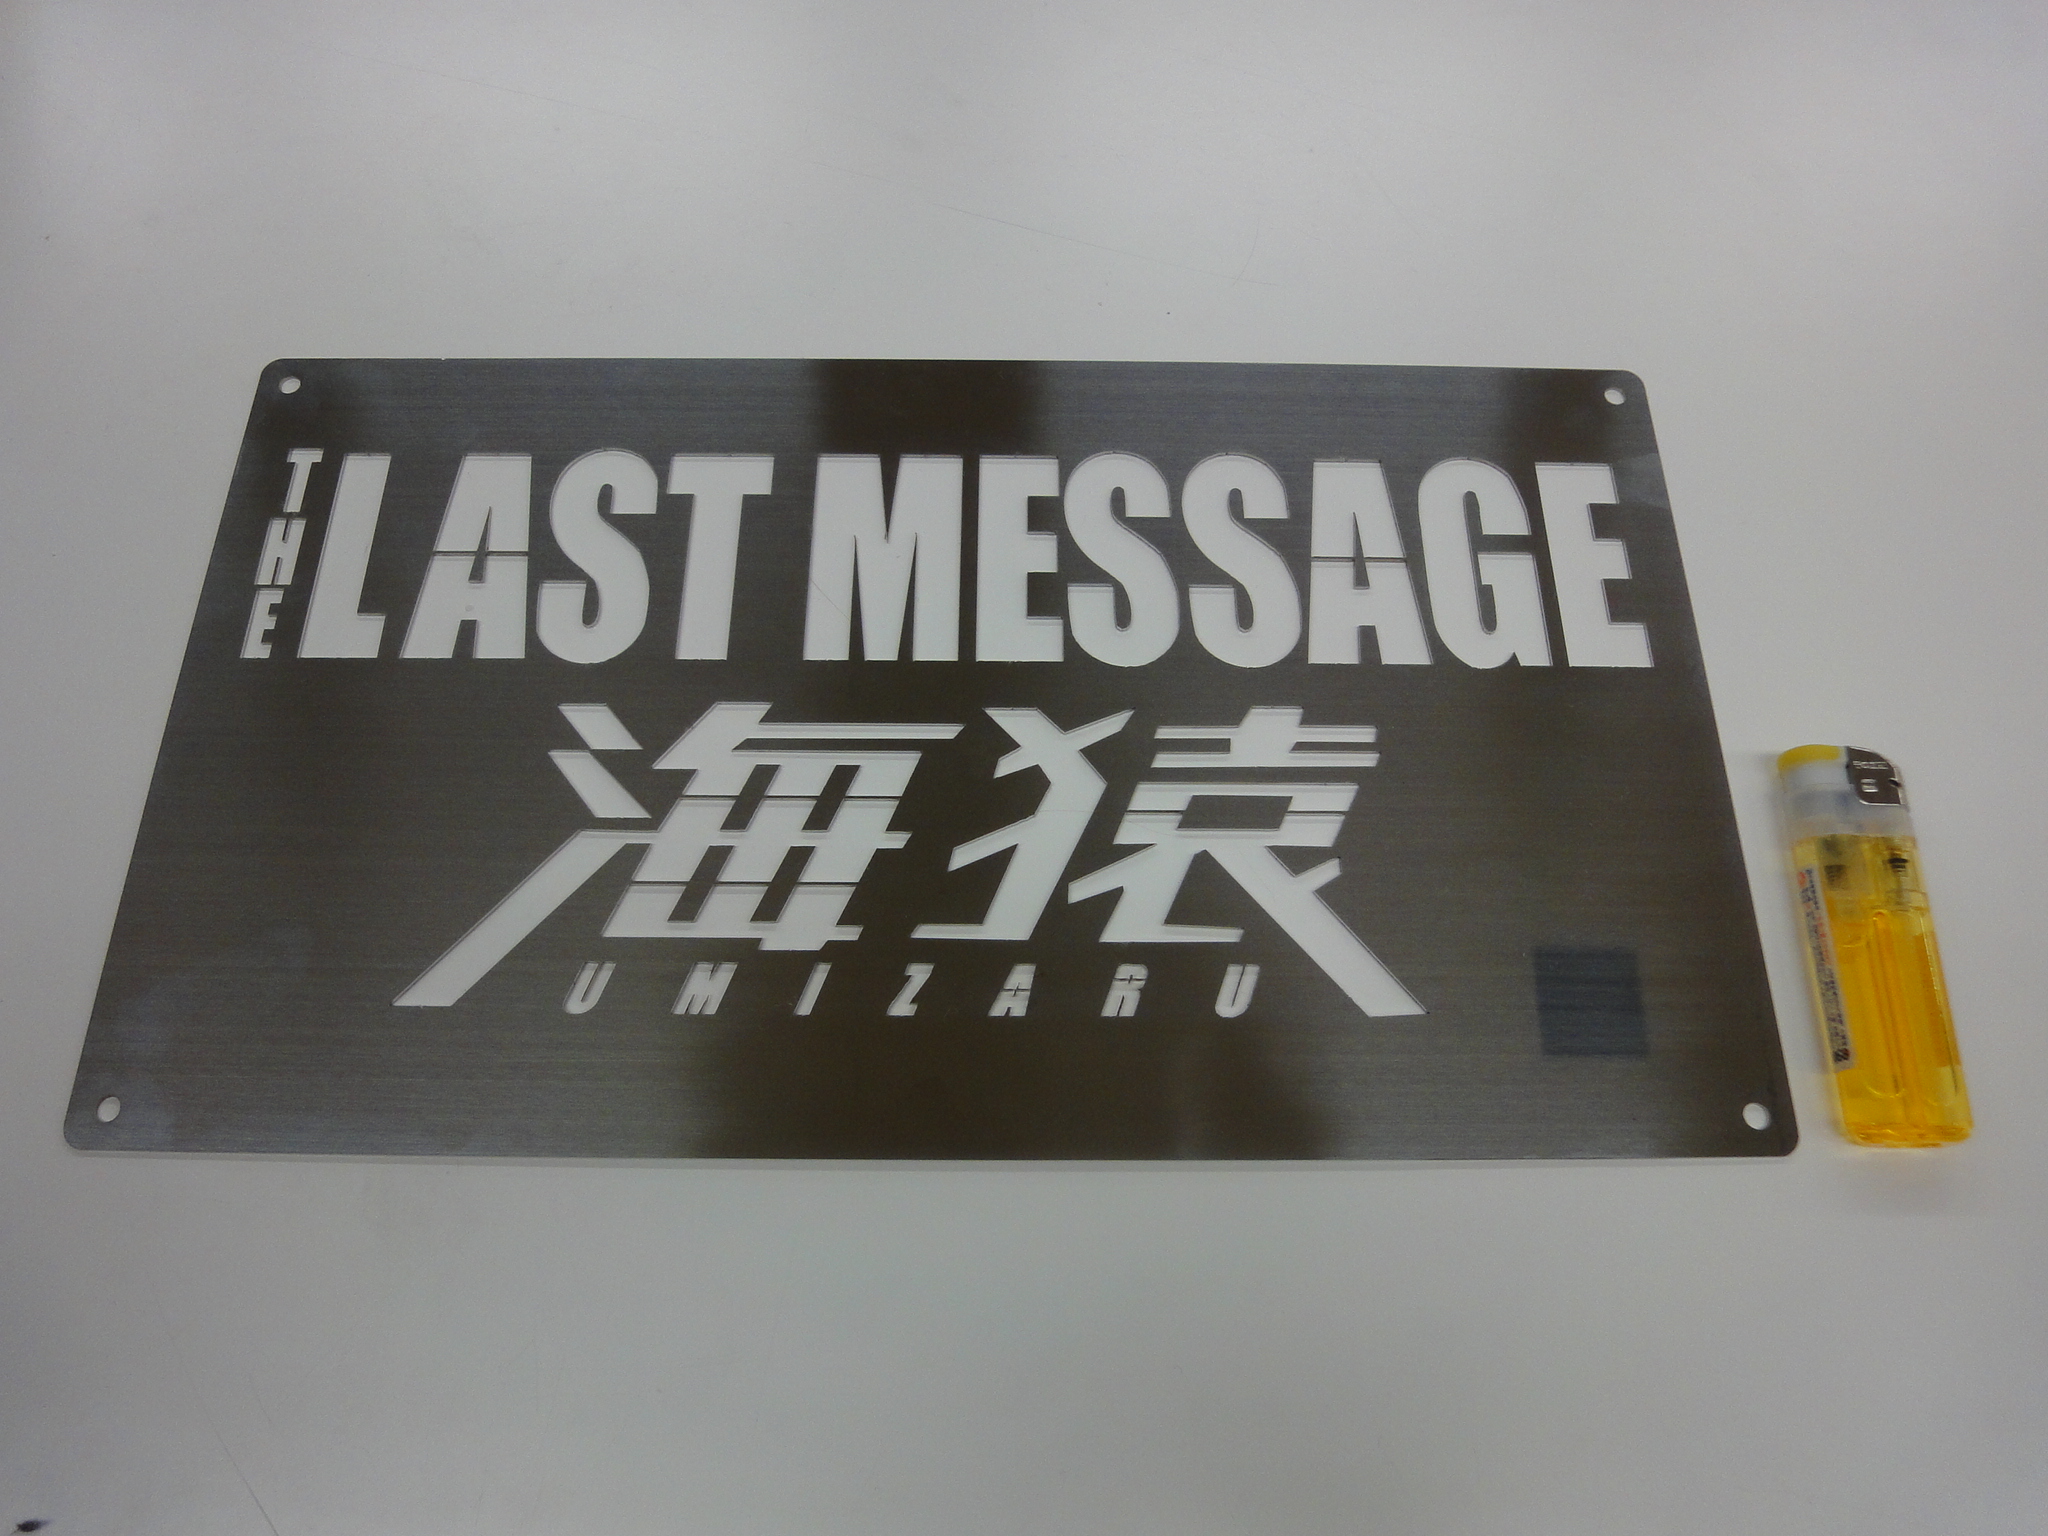 THE LAST MESSAGE
海猿
UMIZARU